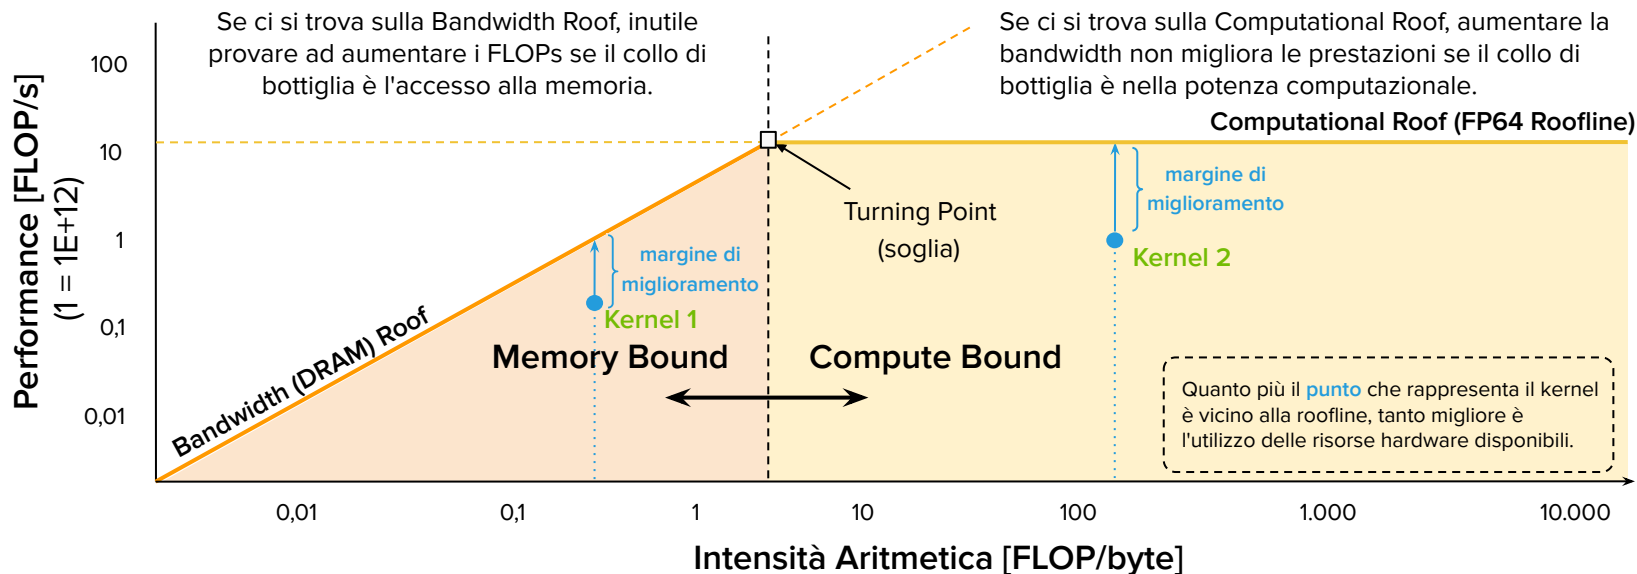 Se ci si trova sulla Bandwidth Roof, inutile
provare ad aumentare i FLOPs se il collo di
bottiglia è l'accesso alla memoria.
Se ci si trova sulla Computational Roof, aumentare la
bandwidth non migliora le prestazioni se il collo di
bottiglia è nella potenza computazionale.
Computational Roof (FP64 Roofline)
Performance [FLOP/s]
(1 = 1E+12)
100
10
1
0,1
0,01
margine di
miglioramento
Kernel 2
Turning Point
(soglia)
margine di
miglioramento
Kernel 1
Bandwidth (DRAM) Roof
Memory Bound
Compute Bound
Quanto più il punto che rappresenta il kernel
è vicino alla roofline, tanto migliore è
l'utilizzo delle risorse hardware disponibili.
0,01
0,1
1
10
100
1.000
10.000
Intensità Aritmetica [FLOP/byte]